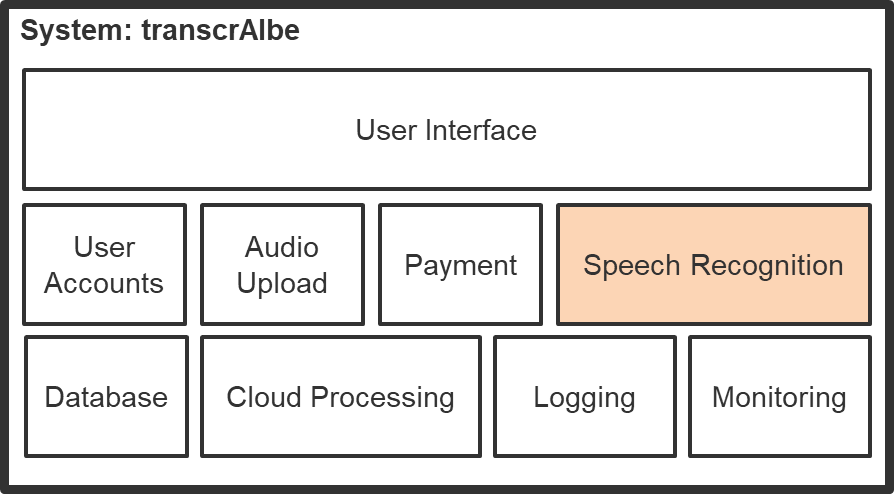 System: transcrAIbe
User Interface
User
Accounts
Audio
Upload
Payment
Speech Recognition
Database
Cloud Processing
Logging
Monitoring